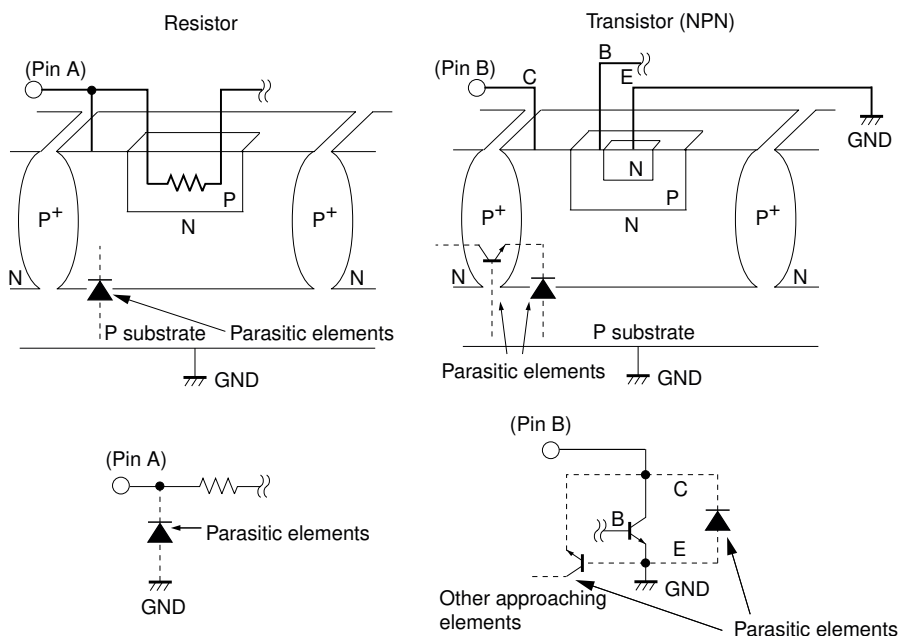 Resistor
(Pin A)
P+
P+
P
N
N
N
P substrate
Parasitic elements
GND
Transistor (NPN)
(Pin B)
C
B
E
GND
P+
P+
N
P
N
N
N
P substrate
Parasitic elements
GND
(Pin A)
Parasitic elements
GND
(Pin B)
C
B
E
GND
Other approaching
elements
Parasitic elements